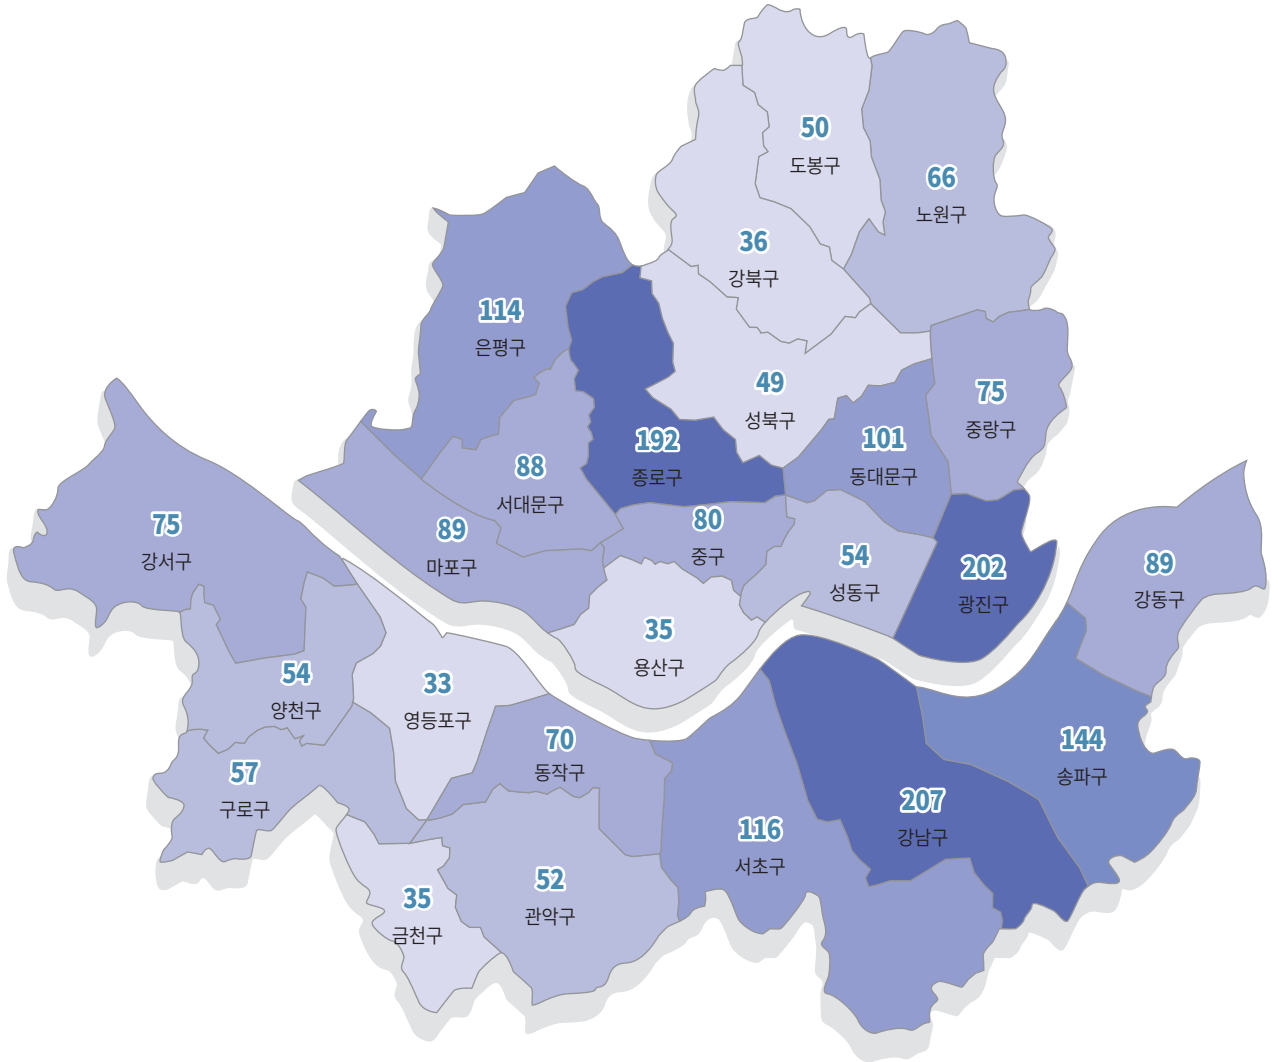 50
도봉구
66
노원구
36
강북구
114
은평구
49
성북구
75
중랑구
192
종로구
101
동대문구
88
서대문구
89
마포구
80
중구
75
강서구
54
성동구
202
광진구
89
강동구
35
용산구
54
양천구
33
영등포구
70
동작구
144
송파구
57
구로구
207
강남구
116
서초구
52
관악구
35
금천구